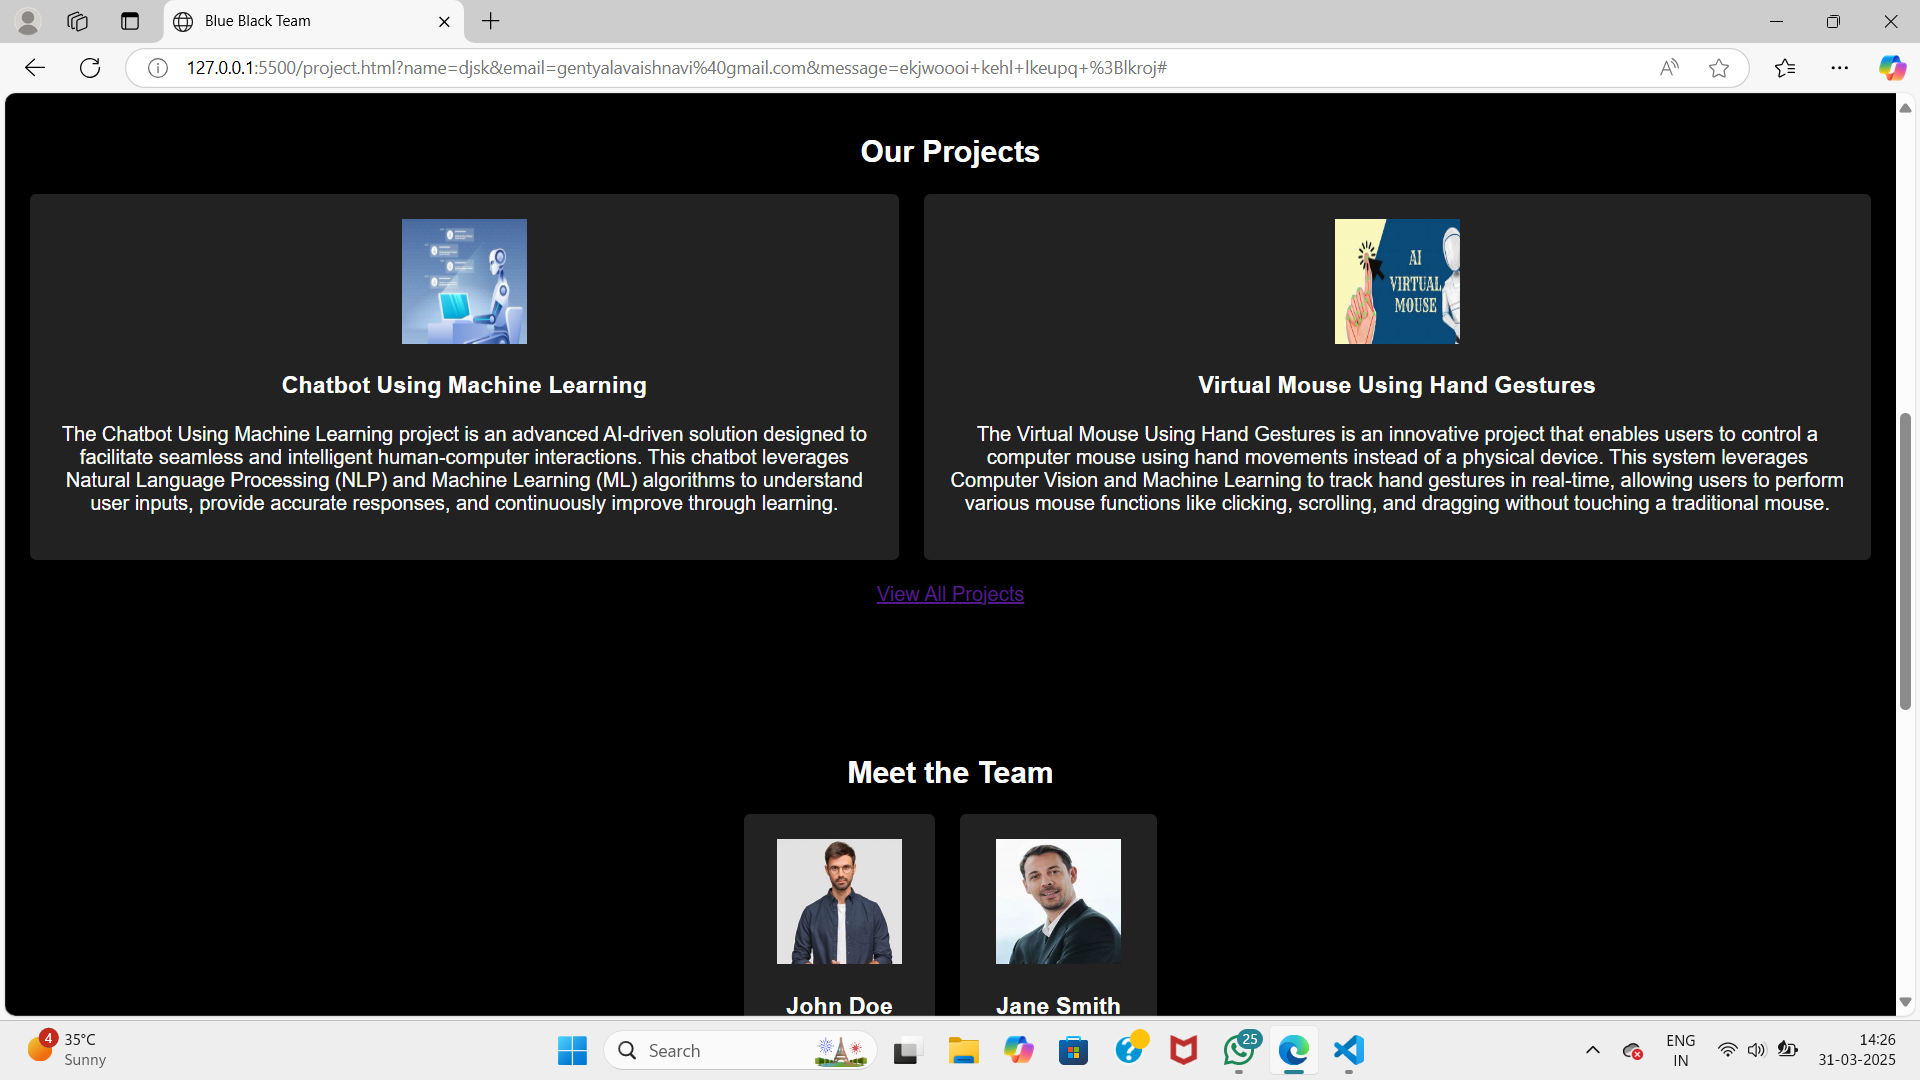 Blue Black Team
127.0.0.1:5500/project.html?name=djsk&email=gentyalavaishnavi%40gmail.com&message=ekjwoooi+kehl+lkeupq+%3Blkroj#
Our Projects
AI
VIRTUAL
MOUSE
Chatbot Using Machine Learning
The Chatbot Using Machine Learning project is an advanced AI-driven solution designed to
facilitate seamless and intelligent human-computer interactions. This chatbot leverages
Natural Language Processing (NLP) and Machine Learning (ML) algorithms to understand
user inputs, provide accurate responses, and continuously improve through learning.
Virtual Mouse Using Hand Gestures
The Virtual Mouse Using Hand Gestures is an innovative project that enables users to control a
computer mouse using hand movements instead of a physical device. This system leverages
Computer Vision and Machine Learning to track hand gestures in real-time, allowing users to perform
various mouse functions like clicking, scrolling, and dragging without touching a traditional mouse.
View All Projects
Meet the Team
John Doe
Jane Smith
4
35°C
Sunny
Search
25
ENG
IN
14:26
31-03-2025